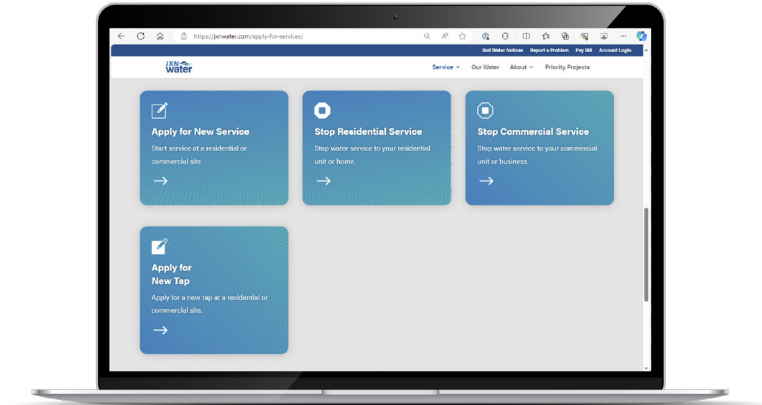 https://jxnwater.com/apply-for-services/
Boil Water Notices Report a Problem Pay Bill Account Login
JXN
water
Service Our Water About Priority Projects
Apply for New Service
Start service at a residential or
commercial site.
Stop Residential Service
Stop water service to your residential
unit or home.
Stop Commercial Service
Stop water service to your commercial
unit or business.
Apply for
New Tap
Apply for a new tap at a residential or
commercial site.